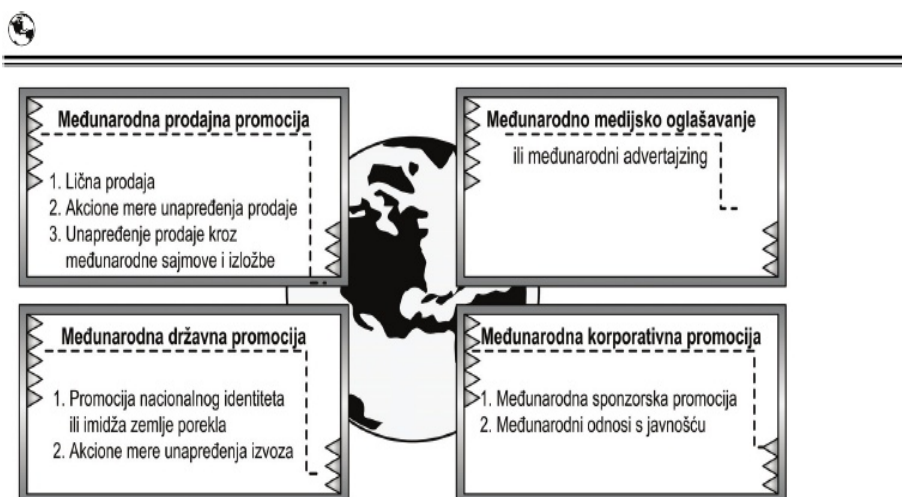 Međunarodna prodajna promocija
1. Lična prodaja
2. Akcione mere unapređenja prodaje
3. Unapređenje prodaje kroz
međunarodne sajmove i izložbe
Međunarodno medijsko oglašavanje
ili međunarodni advertajzing
Međunarodna državna promocija
1. Promocija nacionalnog identiteta
ili imidža zemlje porekla
2. Akcione mere unapređenja izvoza
Međunarodna korporativna promocija
1. Međunarodna sponzorska promocija
2. Međunarodni odnosi s javnošću